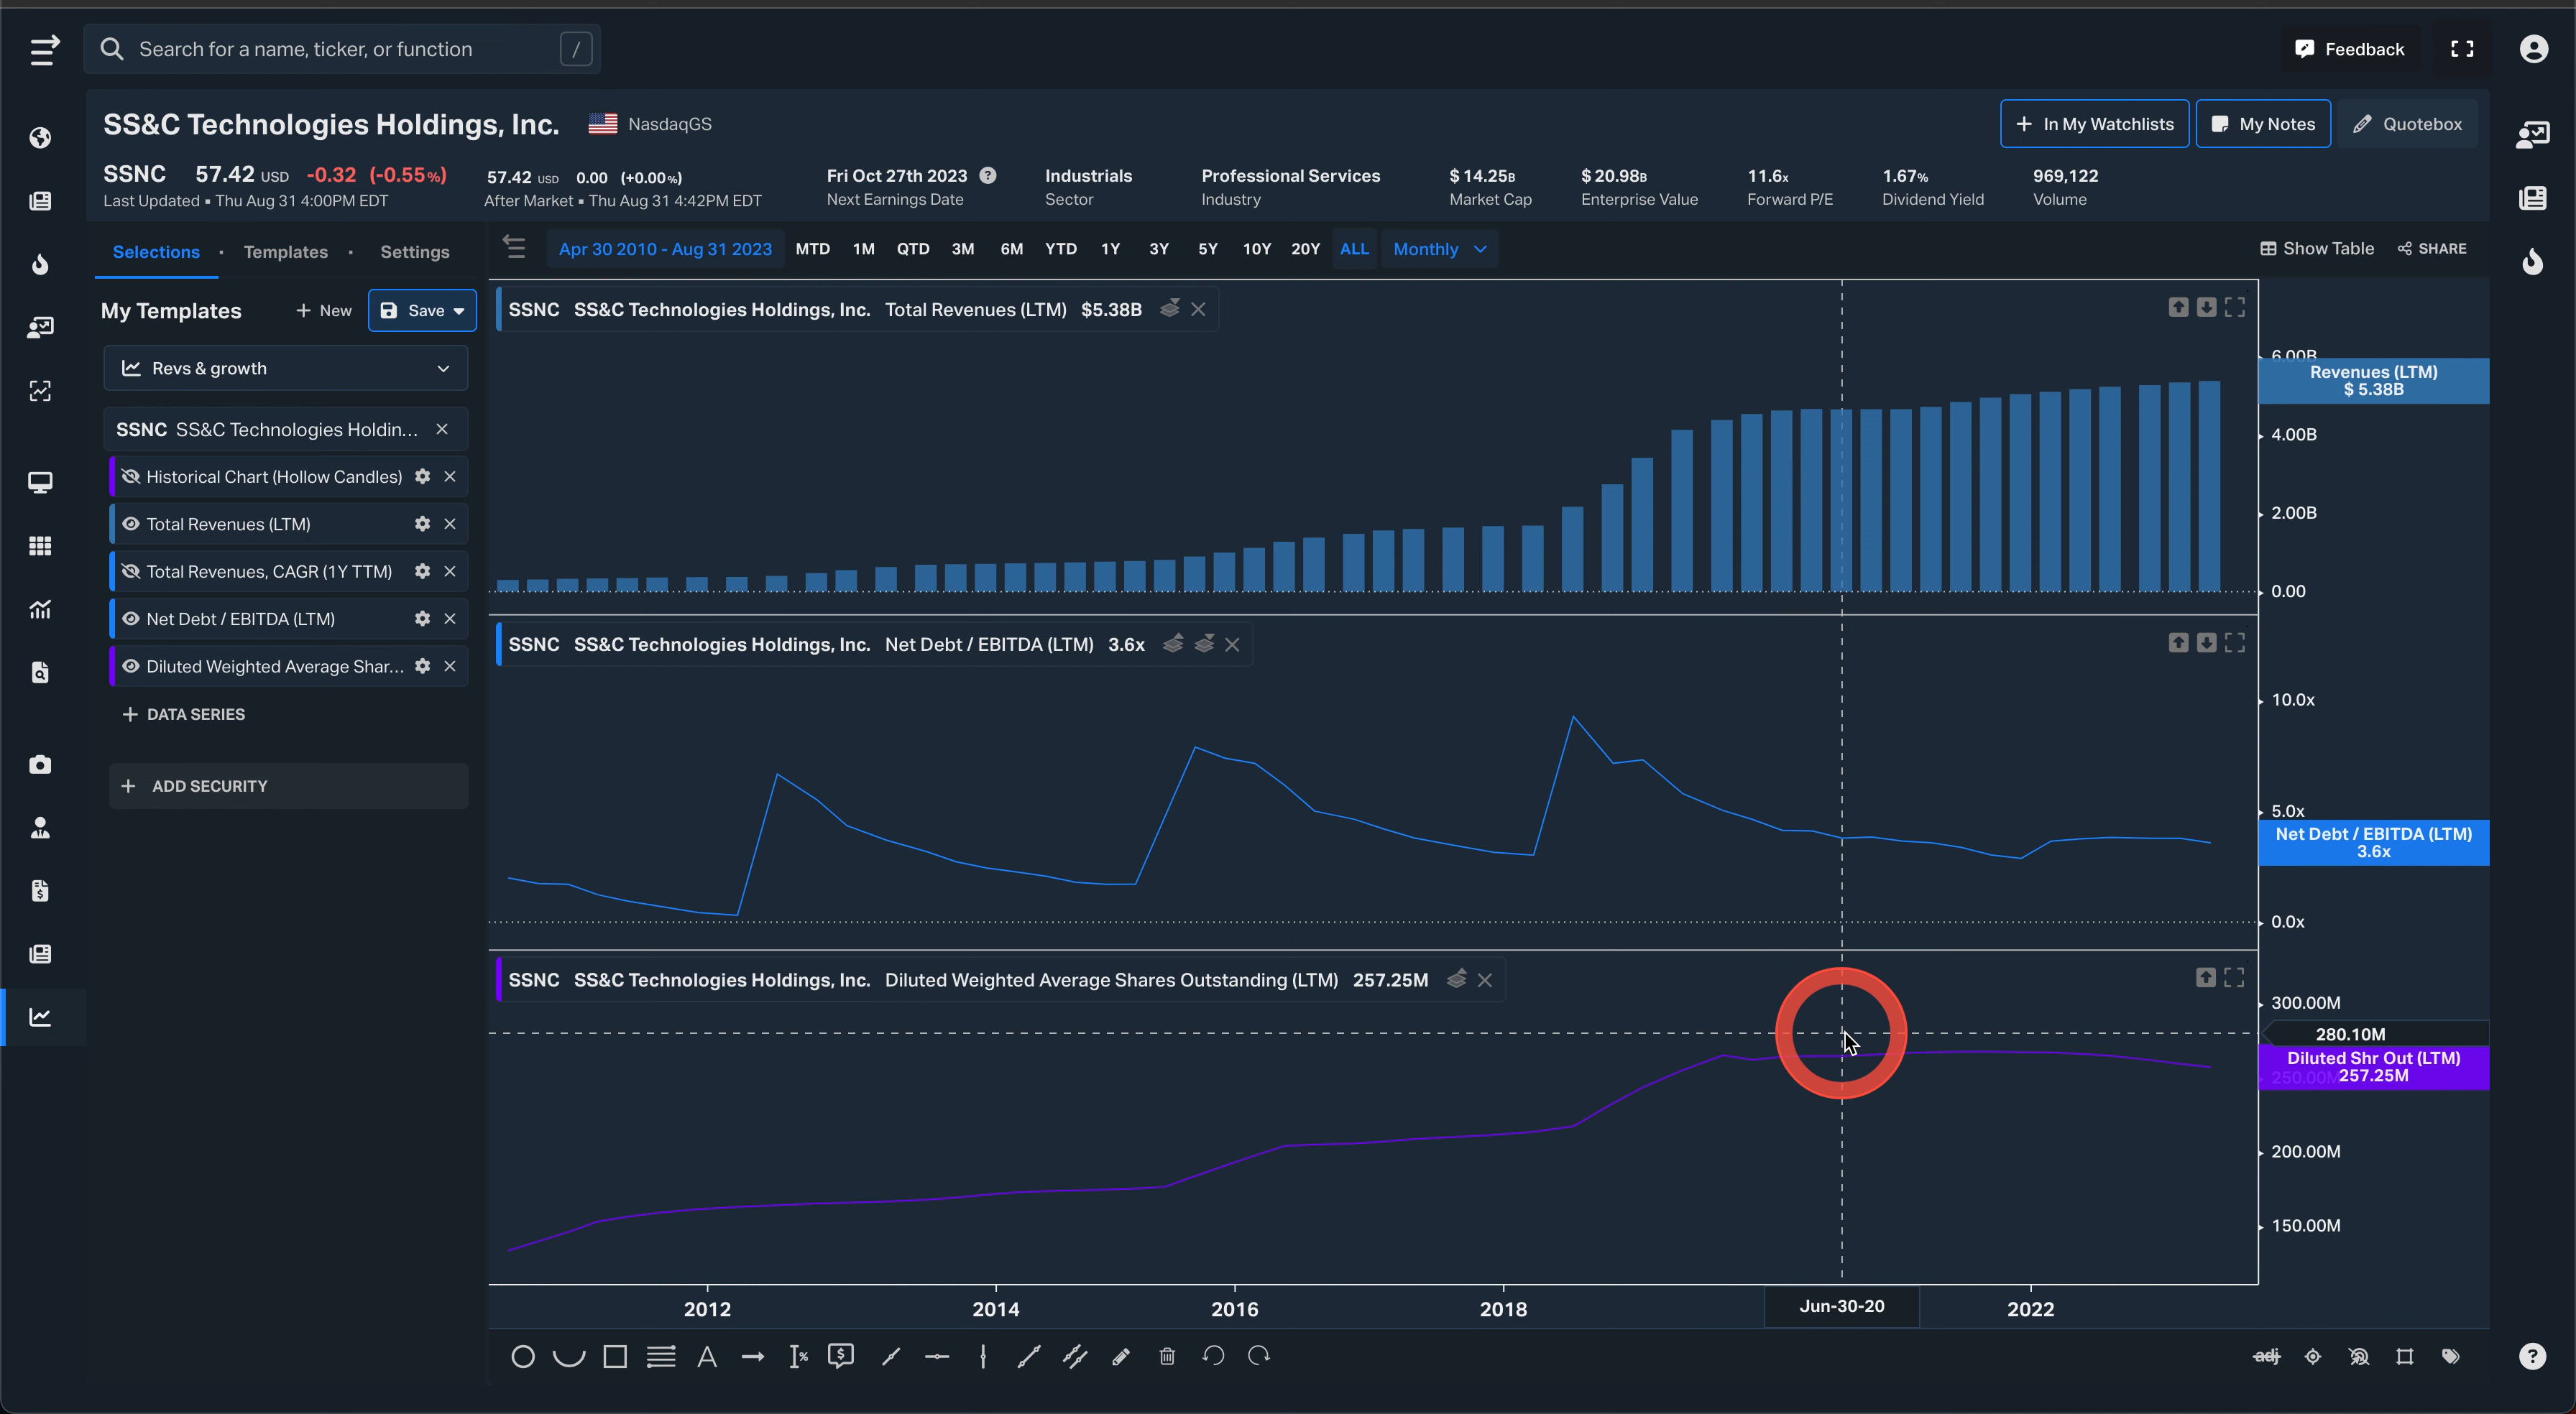 Search for a name, ticker, or function /
Feedback
SS&C Technologies Holdings, Inc. NasdaqGS
+ In My Watchlists My Notes Quotebox
SSNC 57.42 USD -0.32 (-0.55%)
Last Updated ▪ Thu Aug 31 4:00PM EDT
57.42 USD 0.00 (+0.00%)
After Market ▪ Thu Aug 31 4:42PM EDT
Fri Oct 27th 2023 ?
Next Earnings Date
Industrials
Sector
Professional Services
Industry
$ 14.25B
Market Cap
$ 20.98B
Enterprise Value
11.6x
Forward P/E
1.67%
Dividend Yield
969,122
Volume
Selections · Templates · Settings
Apr 30 2010 - Aug 31 2023 MTD 1M QTD 3M 6M YTD 1Y 3Y 5Y 10Y 20Y ALL Monthly
Show Table SHARE
My Templates + New Save
Revs & growth
SSNC SS&C Technologies Holdin...
Historical Chart (Hollow Candles)
Total Revenues (LTM)
Total Revenues, CAGR (1Y TTM)
Net Debt / EBITDA (LTM)
Diluted Weighted Average Shar...
+ DATA SERIES
+ ADD SECURITY
SSNC SS&C Technologies Holdings, Inc. Total Revenues (LTM) $5.38B
6.00B
Revenues (LTM)
$ 5.38B
4.00B
2.00B
0.00
SSNC SS&C Technologies Holdings, Inc. Net Debt / EBITDA (LTM) 3.6x
10.0x
5.0x
Net Debt / EBITDA (LTM)
3.6x
0.0x
SSNC SS&C Technologies Holdings, Inc. Diluted Weighted Average Shares Outstanding (LTM) 257.25M
300.00M
280.10M
Diluted Shr Out (LTM)
250.00M
257.25M
200.00M
150.00M
2012 2014 2016 2018 Jun-30-20 2022
A % $ adj ?